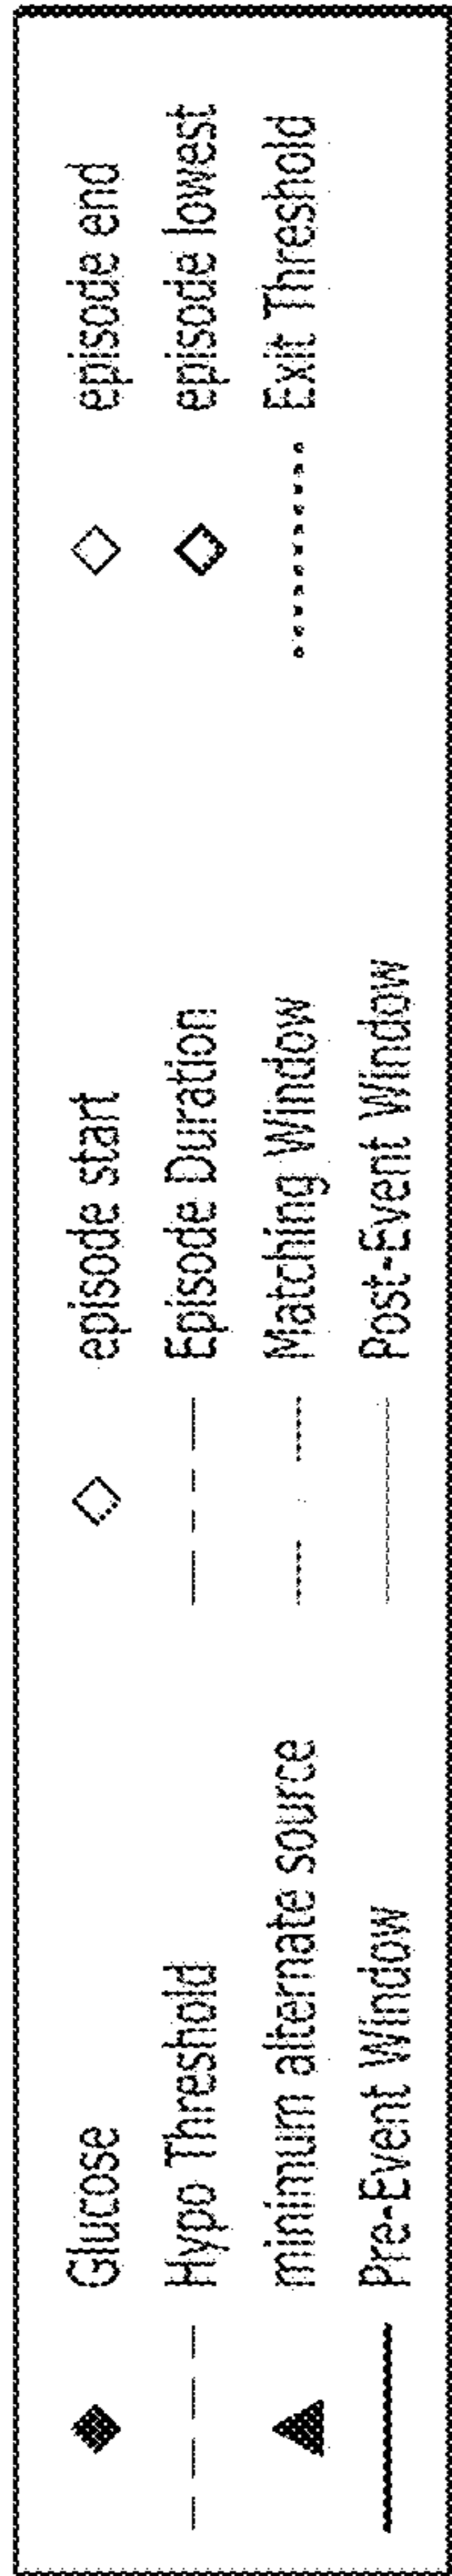 Glucose
episode start
episode end
Hypo Threshold
Episode Duration
episode lowest
minimum alternate source
Matching Window
Exit Threshold
Pre-Event Window
Post-Event Window